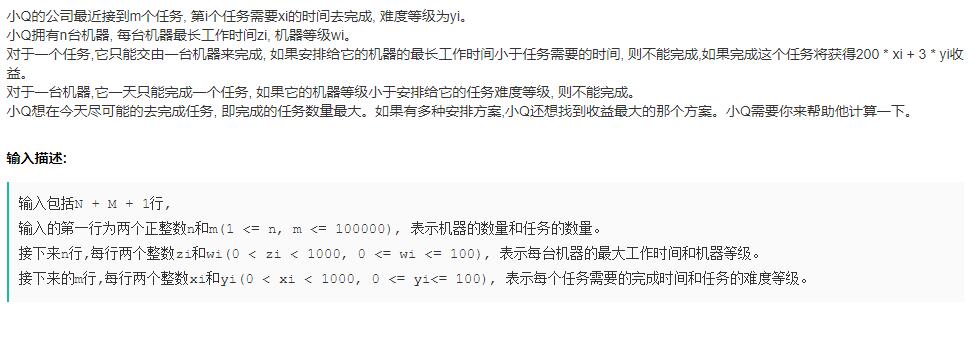 小Q的公司最近接到m个任务, 第i个任务需要xi的时间去完成, 难度等级为yi。
小Q拥有n台机器, 每台机器最长工作时间zi, 机器等级wi。
对于一个任务,它只能交由一台机器来完成, 如果安排给它的机器的最长工作时间小于任务需要的时间, 则不能完成,如果完成这个任务将获得200 * xi + 3 * yi收
益。
对于一台机器,它一天只能完成一个任务, 如果它的机器等级小于安排给它的任务难度等级, 则不能完成。
小Q想在今天尽可能的去完成任务, 即完成的任务数量最大。如果有多种安排方案,小Q还想找到收益最大的那个方案。小Q需要你来帮助他计算一下。
输入描述:
输入包括N + M + 1行,
输入的第一行为两个正整数n和m(1 <= n, m <= 100000), 表示机器的数量和任务的数量。
接下来n行,每行两个整数zi和wi(0 < zi < 1000, 0 <= wi <= 100), 表示每台机器的最大工作时间和机器等级。
接下来的m行,每行两个整数xi和yi(0 < xi < 1000, 0 <= yi<= 100), 表示每个任务需要的完成时间和任务的难度等级。